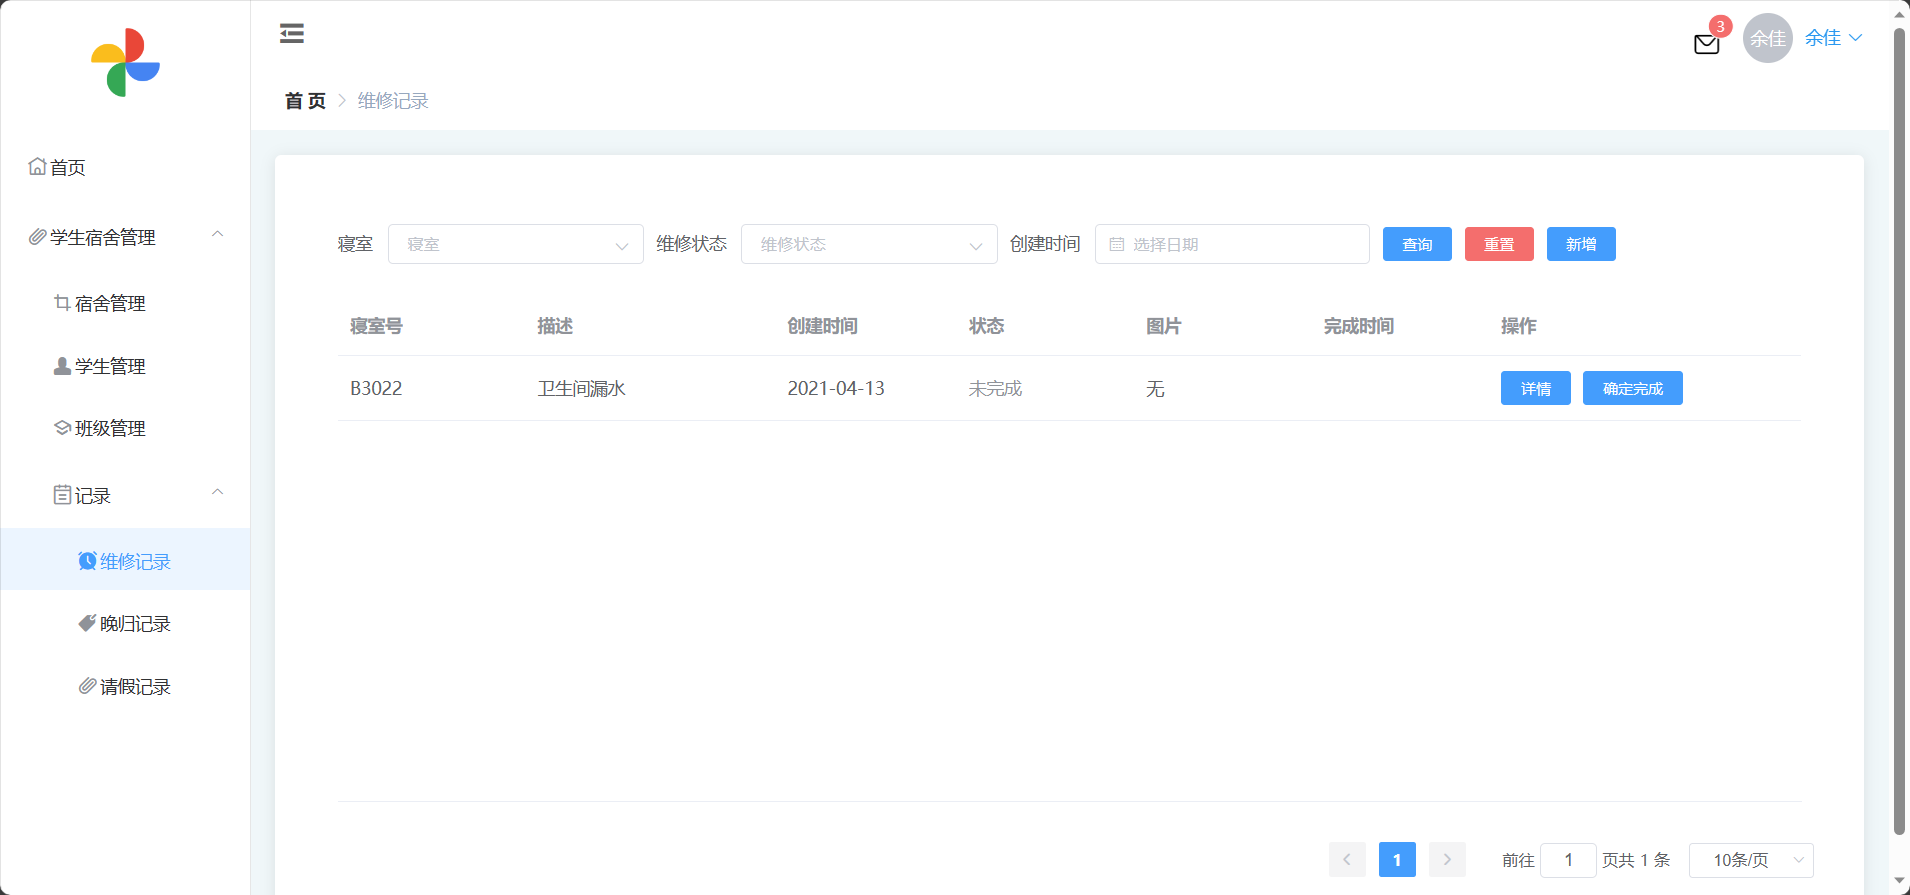 3
余佳
余佳
首 页
维修记录
首页
学生宿舍管理
宿舍管理
学生管理
班级管理
记录
维修记录
晚归记录
请假记录
寝室 寝室 维修状态 维修状态 创建时间 选择日期 查询 重置 新增
寝室号 描述 创建时间 状态 图片 完成时间 操作
B3022 卫生间漏水 2021-04-13 未完成 无 详情 确定完成
1 前往 1 页共 1 条 10条/页